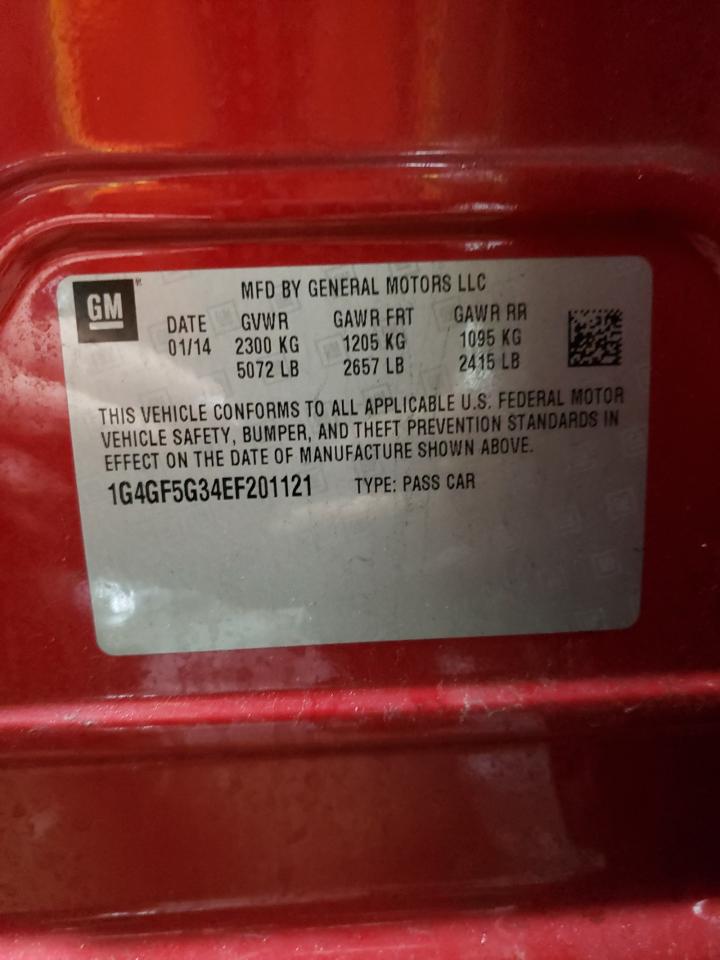 GM
MFD BY GENERAL MOTORS LLC
DATE GVWR GAWR FRT GAWR RR
01/14 2300 KG 1205 KG 1095 KG
5072 LB 2657 LB 2415 LB
THIS VEHICLE CONFORMS TO ALL APPLICABLE U.S. FEDERAL MOTOR
VEHICLE SAFETY, BUMPER, AND THEFT PREVENTION STANDARDS IN
EFFECT ON THE DATE OF MANUFACTURE SHOWN ABOVE.
1G4GF5G34EF201121 TYPE: PASS CAR